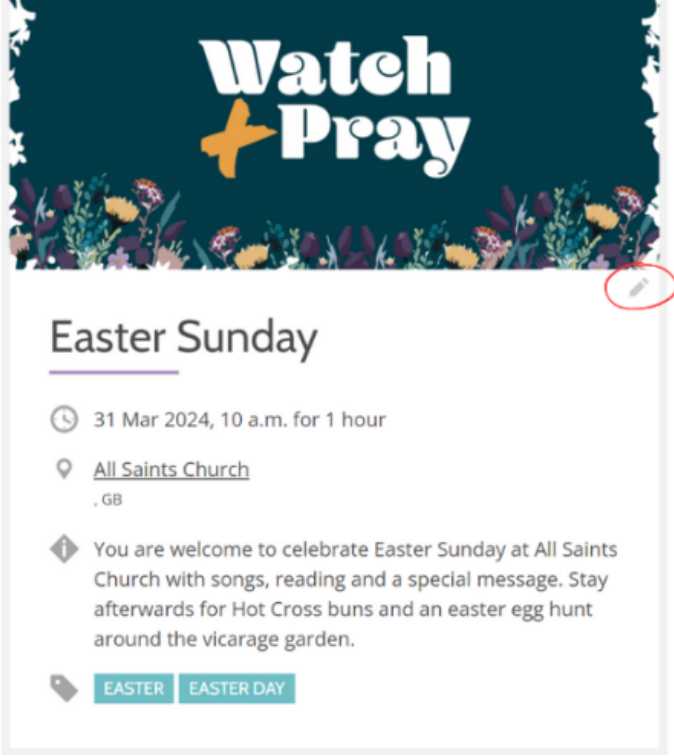 Watch
+Pray
Easter Sunday
31 Mar 2024, 10 a.m. for 1 hour
All Saints Church
, GB
You are welcome to celebrate Easter Sunday at All Saints
Church with songs, reading and a special message. Stay
afterwards for Hot Cross buns and an easter egg hunt
around the vicarage garden.
EASTER EASTER DAY